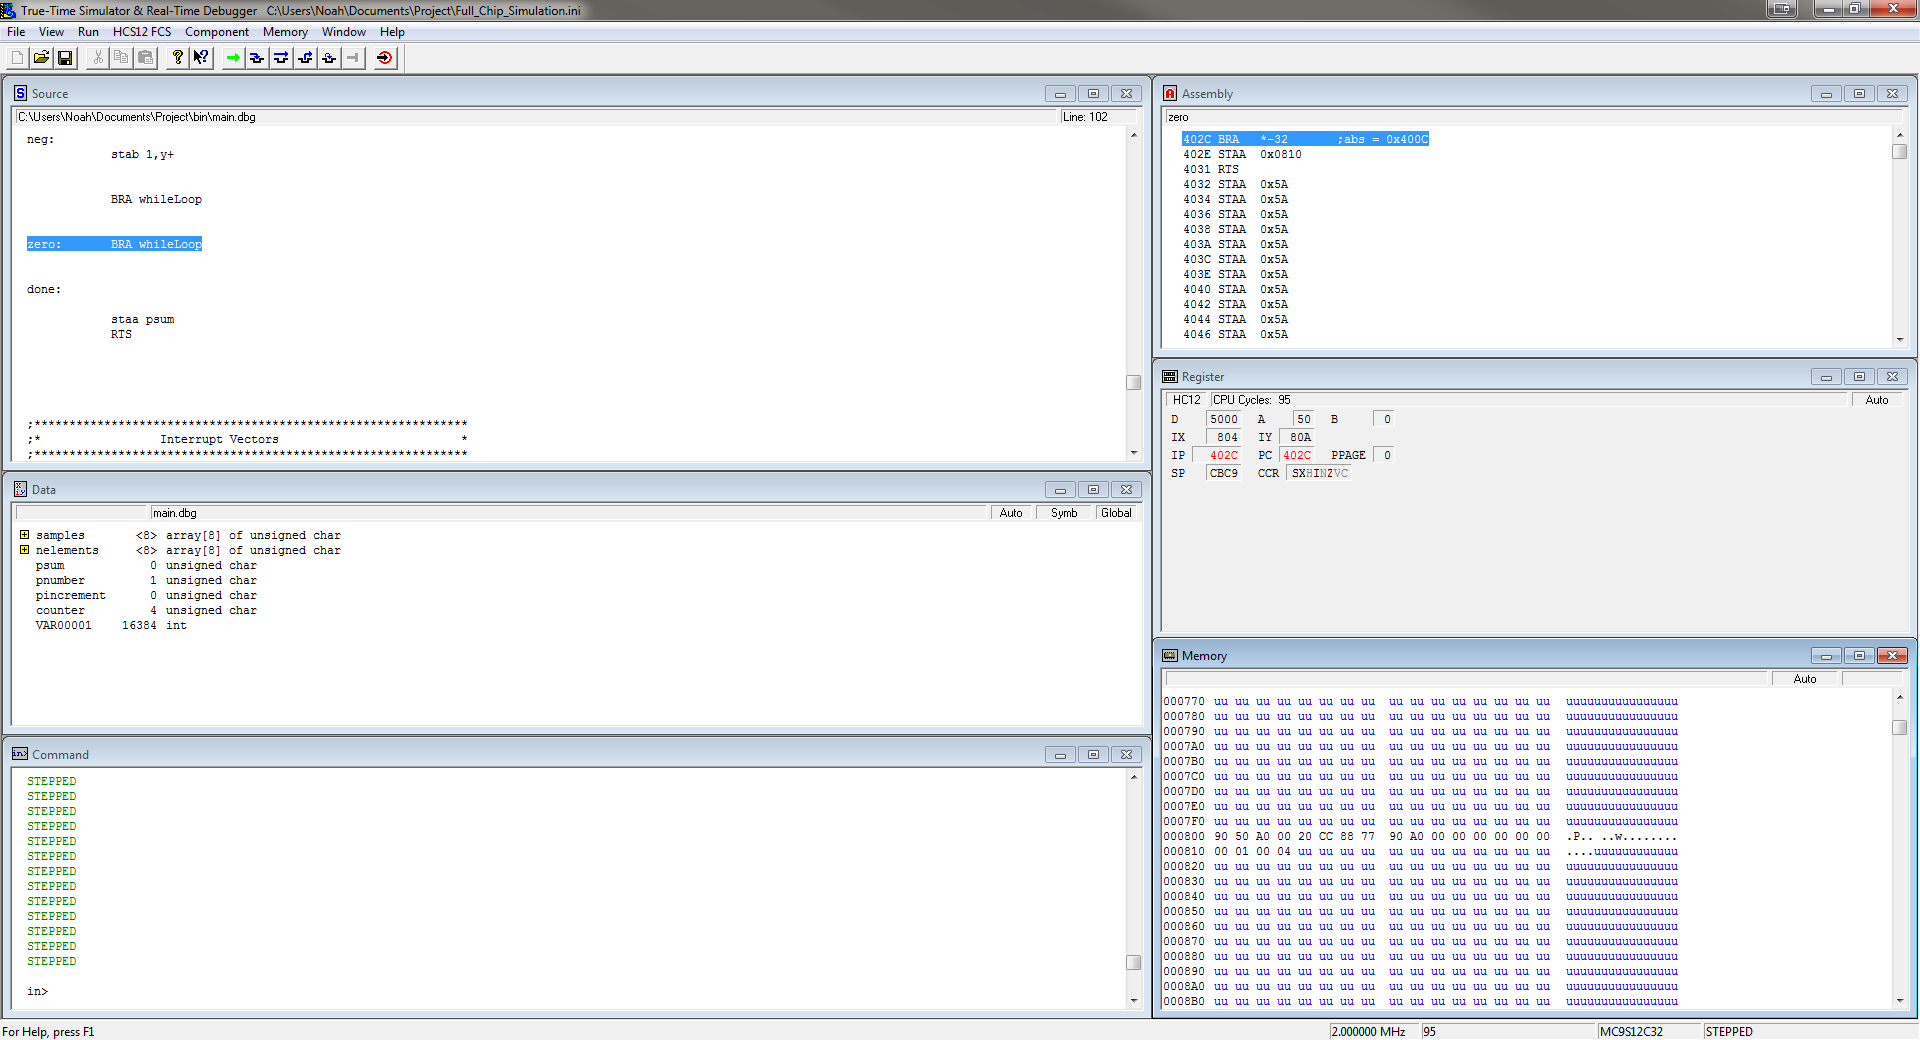 True-Time Simulator & Real-Time Debugger C:\Users\Noah\Documents\Project\Full_Chip_Simulation.ini
File View Run HCS12 FCS Component Memory Window Help
Source
C:\Users\Noah\Documents\Project\bin\main.dbg Line: 102
neg:
stab 1,y+
BRA whileLoop
zero: BRA whileLoop
done:
staa psum
RTS
;**************************************************************
;* Interrupt Vectors *
;**************************************************************
Assembly
zero
402C BRA *-32 ;abs = 0x400C
402E STAA 0x0810
4031 RTS
4032 STAA 0x5A
4034 STAA 0x5A
4036 STAA 0x5A
4038 STAA 0x5A
403A STAA 0x5A
403C STAA 0x5A
403E STAA 0x5A
4040 STAA 0x5A
4042 STAA 0x5A
4044 STAA 0x5A
4046 STAA 0x5A
Register
HC12 CPU Cycles: 95 Auto
D 5000 A 50 B 0
IX 804 IY 80A
IP 402C PC 402C PPAGE 0
SP CBC9 CCR SXHINZVC
Data
main.dbg Auto Symb Global
samples <8> array[8] of unsigned char
nelements <8> array[8] of unsigned char
psum 0 unsigned char
pnumber 1 unsigned char
pincrement 0 unsigned char
counter 4 unsigned char
VAR00001 16384 int
Command
STEPPED
STEPPED
STEPPED
STEPPED
STEPPED
STEPPED
STEPPED
STEPPED
STEPPED
STEPPED
STEPPED
STEPPED
STEPPED
in>
Memory
Auto
000770 uu uu uu uu uu uu uu uu uu uu uu uu uu uu uu uu uuuuuuuuuuuuuuuu
000780 uu uu uu uu uu uu uu uu uu uu uu uu uu uu uu uu uuuuuuuuuuuuuuuu
000790 uu uu uu uu uu uu uu uu uu uu uu uu uu uu uu uu uuuuuuuuuuuuuuuu
0007A0 uu uu uu uu uu uu uu uu uu uu uu uu uu uu uu uu uuuuuuuuuuuuuuuu
0007B0 uu uu uu uu uu uu uu uu uu uu uu uu uu uu uu uu uuuuuuuuuuuuuuuu
0007C0 uu uu uu uu uu uu uu uu uu uu uu uu uu uu uu uu uuuuuuuuuuuuuuuu
0007D0 uu uu uu uu uu uu uu uu uu uu uu uu uu uu uu uu uuuuuuuuuuuuuuuu
0007E0 uu uu uu uu uu uu uu uu uu uu uu uu uu uu uu uu uuuuuuuuuuuuuuuu
0007F0 uu uu uu uu uu uu uu uu uu uu uu uu uu uu uu uu uuuuuuuuuuuuuuuu
000800 90 50 A0 00 20 CC 88 77 90 A0 00 00 00 00 00 00 .P.. ..w........
000810 00 01 00 04 uu uu uu uu uu uu uu uu uu uu uu uu ....uuuuuuuuuuuu
000820 uu uu uu uu uu uu uu uu uu uu uu uu uu uu uu uu uuuuuuuuuuuuuuuu
000830 uu uu uu uu uu uu uu uu uu uu uu uu uu uu uu uu uuuuuuuuuuuuuuuu
000840 uu uu uu uu uu uu uu uu uu uu uu uu uu uu uu uu uuuuuuuuuuuuuuuu
000850 uu uu uu uu uu uu uu uu uu uu uu uu uu uu uu uu uuuuuuuuuuuuuuuu
000860 uu uu uu uu uu uu uu uu uu uu uu uu uu uu uu uu uuuuuuuuuuuuuuuu
000870 uu uu uu uu uu uu uu uu uu uu uu uu uu uu uu uu uuuuuuuuuuuuuuuu
000880 uu uu uu uu uu uu uu uu uu uu uu uu uu uu uu uu uuuuuuuuuuuuuuuu
000890 uu uu uu uu uu uu uu uu uu uu uu uu uu uu uu uu uuuuuuuuuuuuuuuu
0008A0 uu uu uu uu uu uu uu uu uu uu uu uu uu uu uu uu uuuuuuuuuuuuuuuu
0008B0 uu uu uu uu uu uu uu uu uu uu uu uu uu uu uu uu uuuuuuuuuuuuuuuu
For Help, press F1 2.000000 MHz 95 MC9S12C32 STEPPED